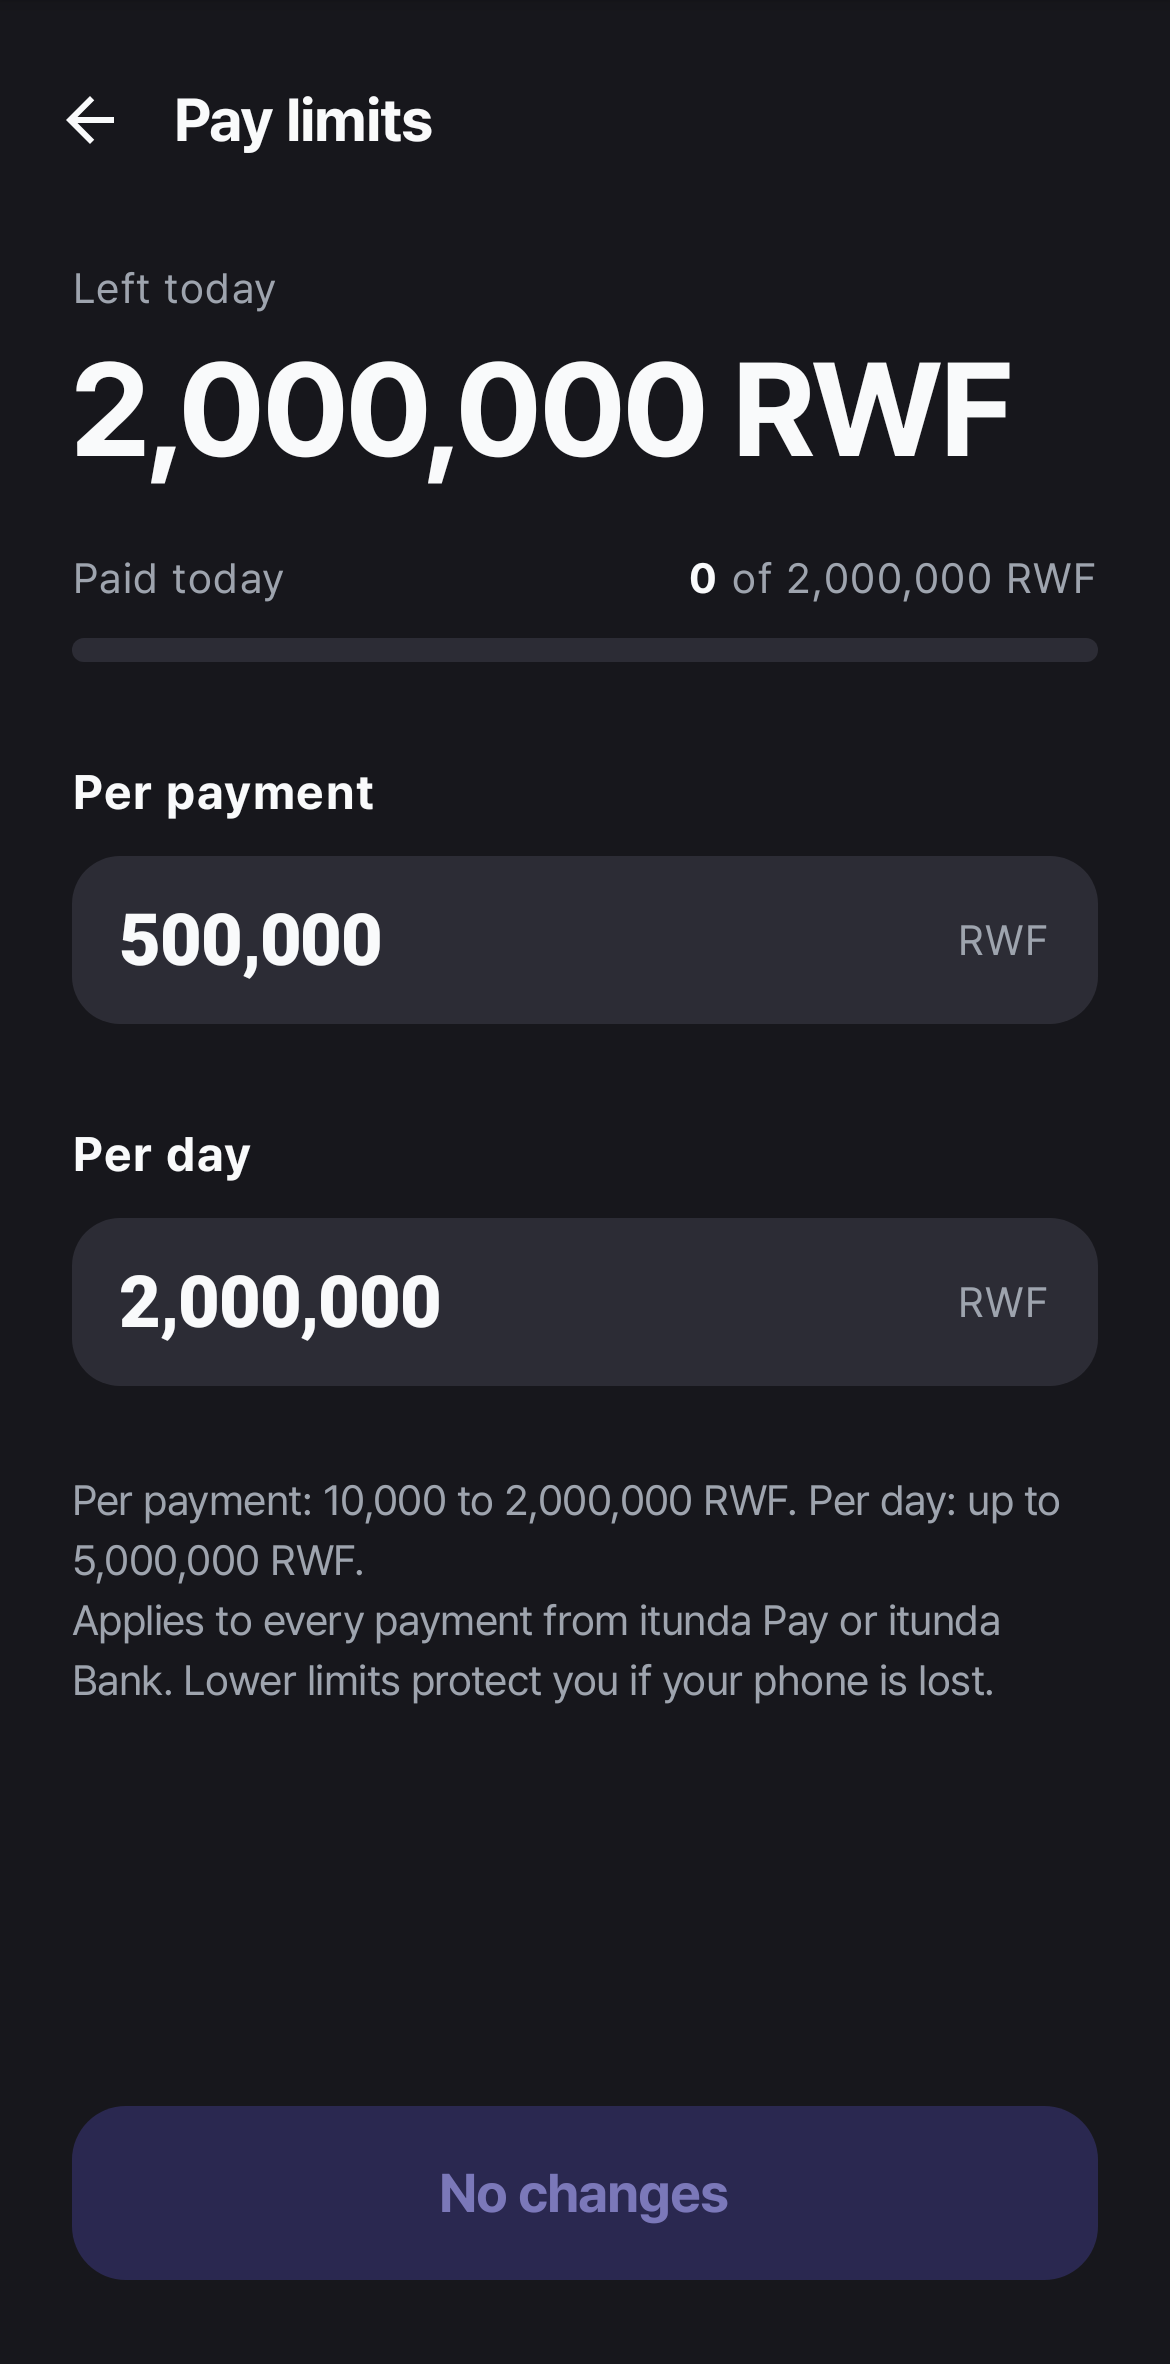 Pay limits
Left today
2,000,000 RWF
Paid today
0 of 2,000,000 RWF
Per payment
500,000 RWF
Per day
2,000,000 RWF
Per payment: 10,000 to 2,000,000 RWF. Per day: up to
5,000,000 RWF.
Applies to every payment from itunda Pay or itunda
Bank. Lower limits protect you if your phone is lost.
No changes